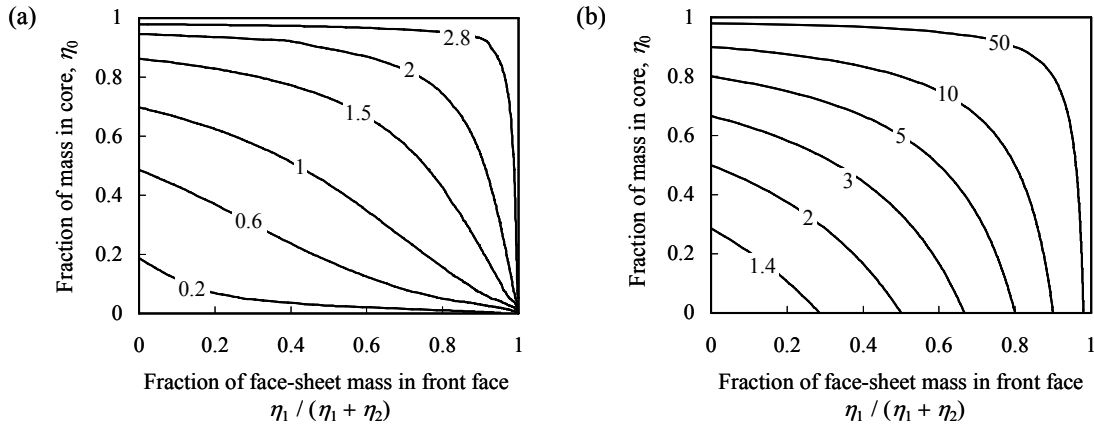 (a)
Fraction of mass in core, η₀
1
0.8
0.6
0.4
0.2
0
2.8
2
1.5
1
0.6
0.2
0 0.2 0.4 0.6 0.8 1
Fraction of face-sheet mass in front face
η₁ / (η₁ + η₂)
(b)
Fraction of mass in core, η₀
1
0.8
0.6
0.4
0.2
0
50
10
5
3
2
1.4
0 0.2 0.4 0.6 0.8 1
Fraction of face-sheet mass in front face
η₁ / (η₁ + η₂)